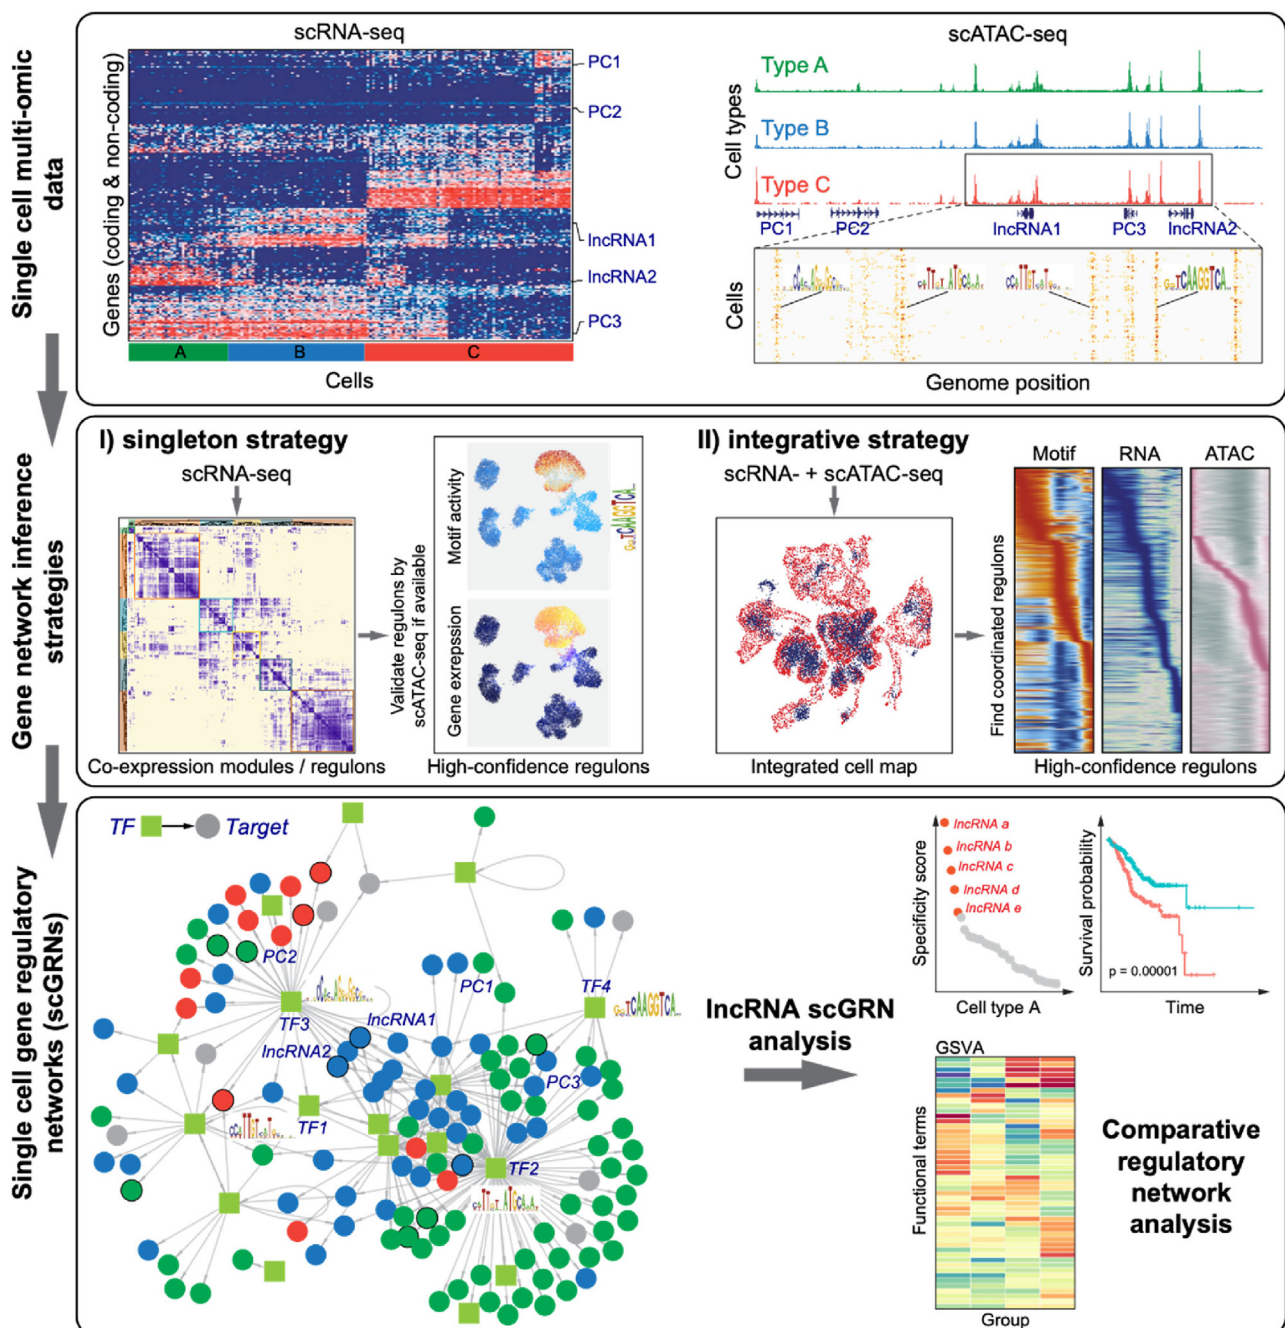 Single cell multi-omic
data
scRNA-seq
Genes (coding & non-coding)
PC1
PC2
lncRNA1
lncRNA2
PC3
A
B
C
Cells
scATAC-seq
Cell types
Type A
Type B
Type C
PC1
PC2
lncRNA1
PC3
lncRNA2
Cells
Genome position
Gene network inference
strategies
I) singleton strategy
scRNA-seq
Co-expression modules / regulons
Validate regulons by
scATAC-seq if available
Motif activity
Gene exrepssion
High-confidence regulons
II) integrative strategy
scRNA- + scATAC-seq
Integrated cell map
Find coordinated regulons
Motif
RNA
ATAC
High-confidence regulons
Single cell gene regulatory
networks (scGRNs)
TF
Target
PC2
TF3
lncRNA1
lncRNA2
PC1
TF4
PC3
TF1
TF2
lncRNA scGRN
analysis
Specificity score
lncRNA a
lncRNA b
lncRNA c
lncRNA d
lncRNA e
Cell type A
Survival probability
p = 0.00001
Time
GSVA
Functional terms
Group
Comparative
regulatory
network
analysis